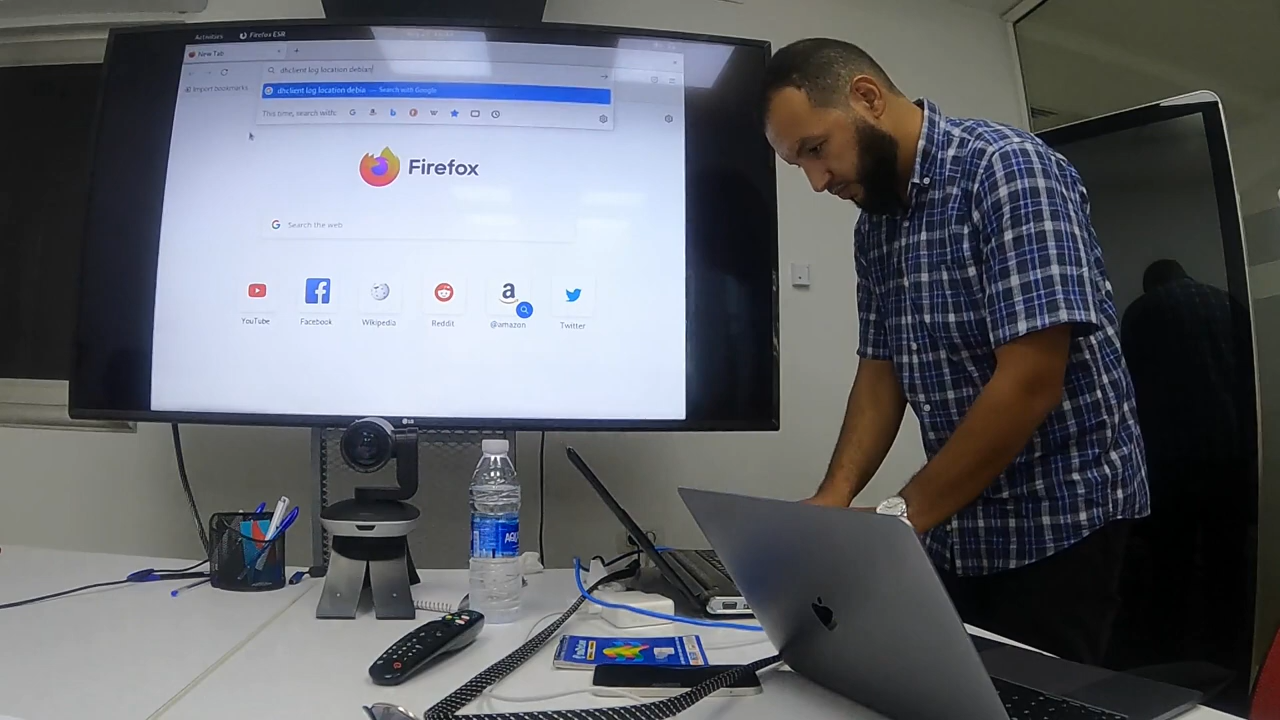 Activities Firefox ESR
New Tab
dhclient log location debian
Import bookmarks
dhclient log location debia — Search with Google
This time, search with:
Firefox
Search the web
YouTube
Facebook
Wikipedia
Reddit
@amazon
Twitter
LG